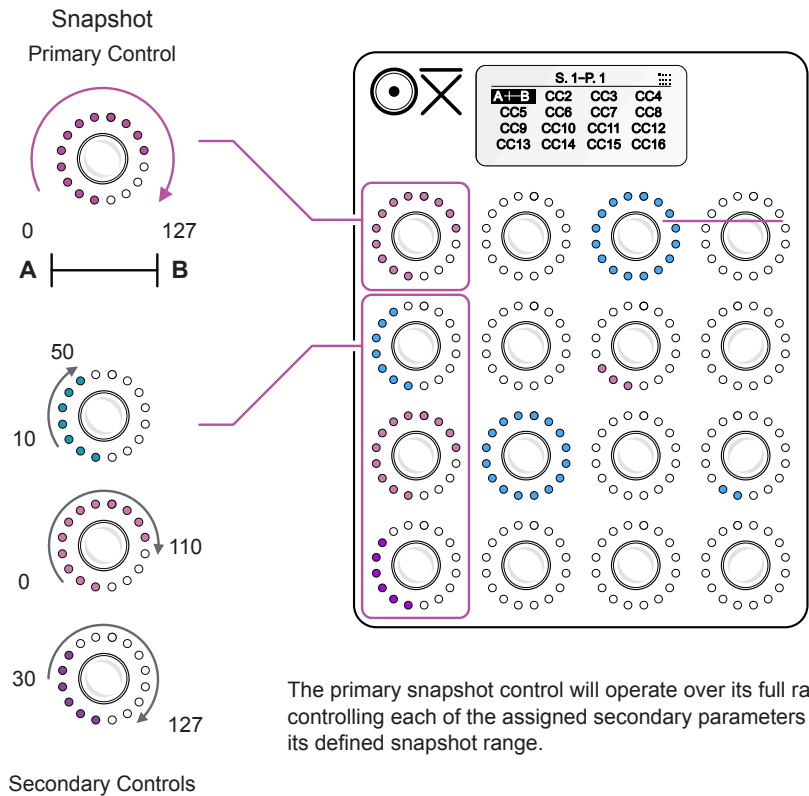 Snapshot
Primary Control
0 127
A B
S. 1–P. 1
A B CC2 CC3 CC4
CC5 CC6 CC7 CC8
CC9 CC10 CC11 CC12
CC13 CC14 CC15 CC16
50
10
0
110
30
127
Secondary Controls
The primary snapshot control will operate over its full ra
controlling each of the assigned secondary parameters
its defined snapshot range.